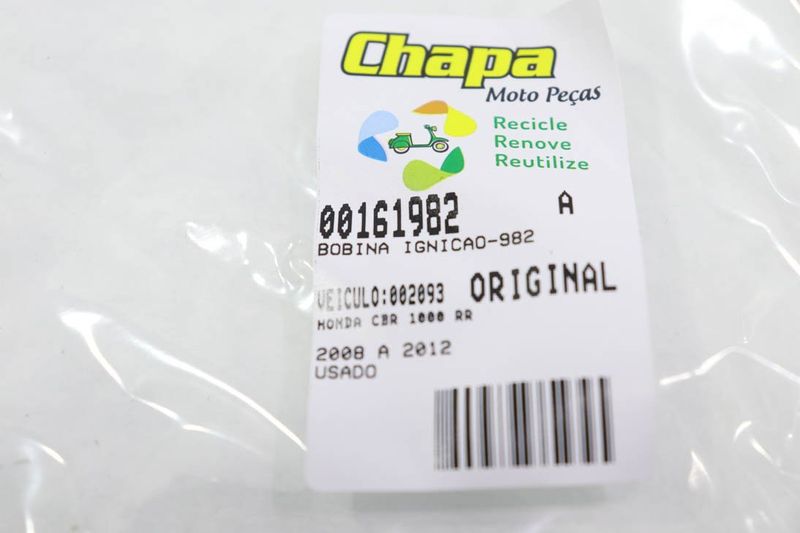 Chapa
Moto Peças
Recicle
Renove
Reutilize
00161982 A
BOBINA IGNICAO-982
VEICULO:002093 ORIGINAL
HONDA CBR 1000 RR
2008 A 2012
USADO